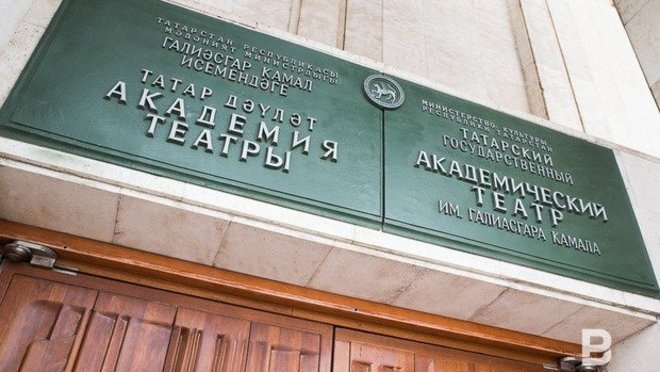 ТАТАРСТАН РЕСПУБЛИКАСЫ
МӘДӘНИЯТ МИНИСТРЛЫГЫ
ГАЛИӘСГАР КАМАЛ
ИСЕМЕНДӘГЕ
ТАТАР ДӘҮЛӘТ
АКАДЕМИЯ
ТЕАТРЫ
МИНИСТЕРСТВО КУЛЬТУРЫ
РЕСПУБЛИКИ ТАТАРСТАН
ТАТАРСКИЙ
ГОСУДАРСТВЕННЫЙ
АКАДЕМИЧЕСКИЙ
ТЕАТР
ИМ. ГАЛИАСГАРА КАМАЛА
B